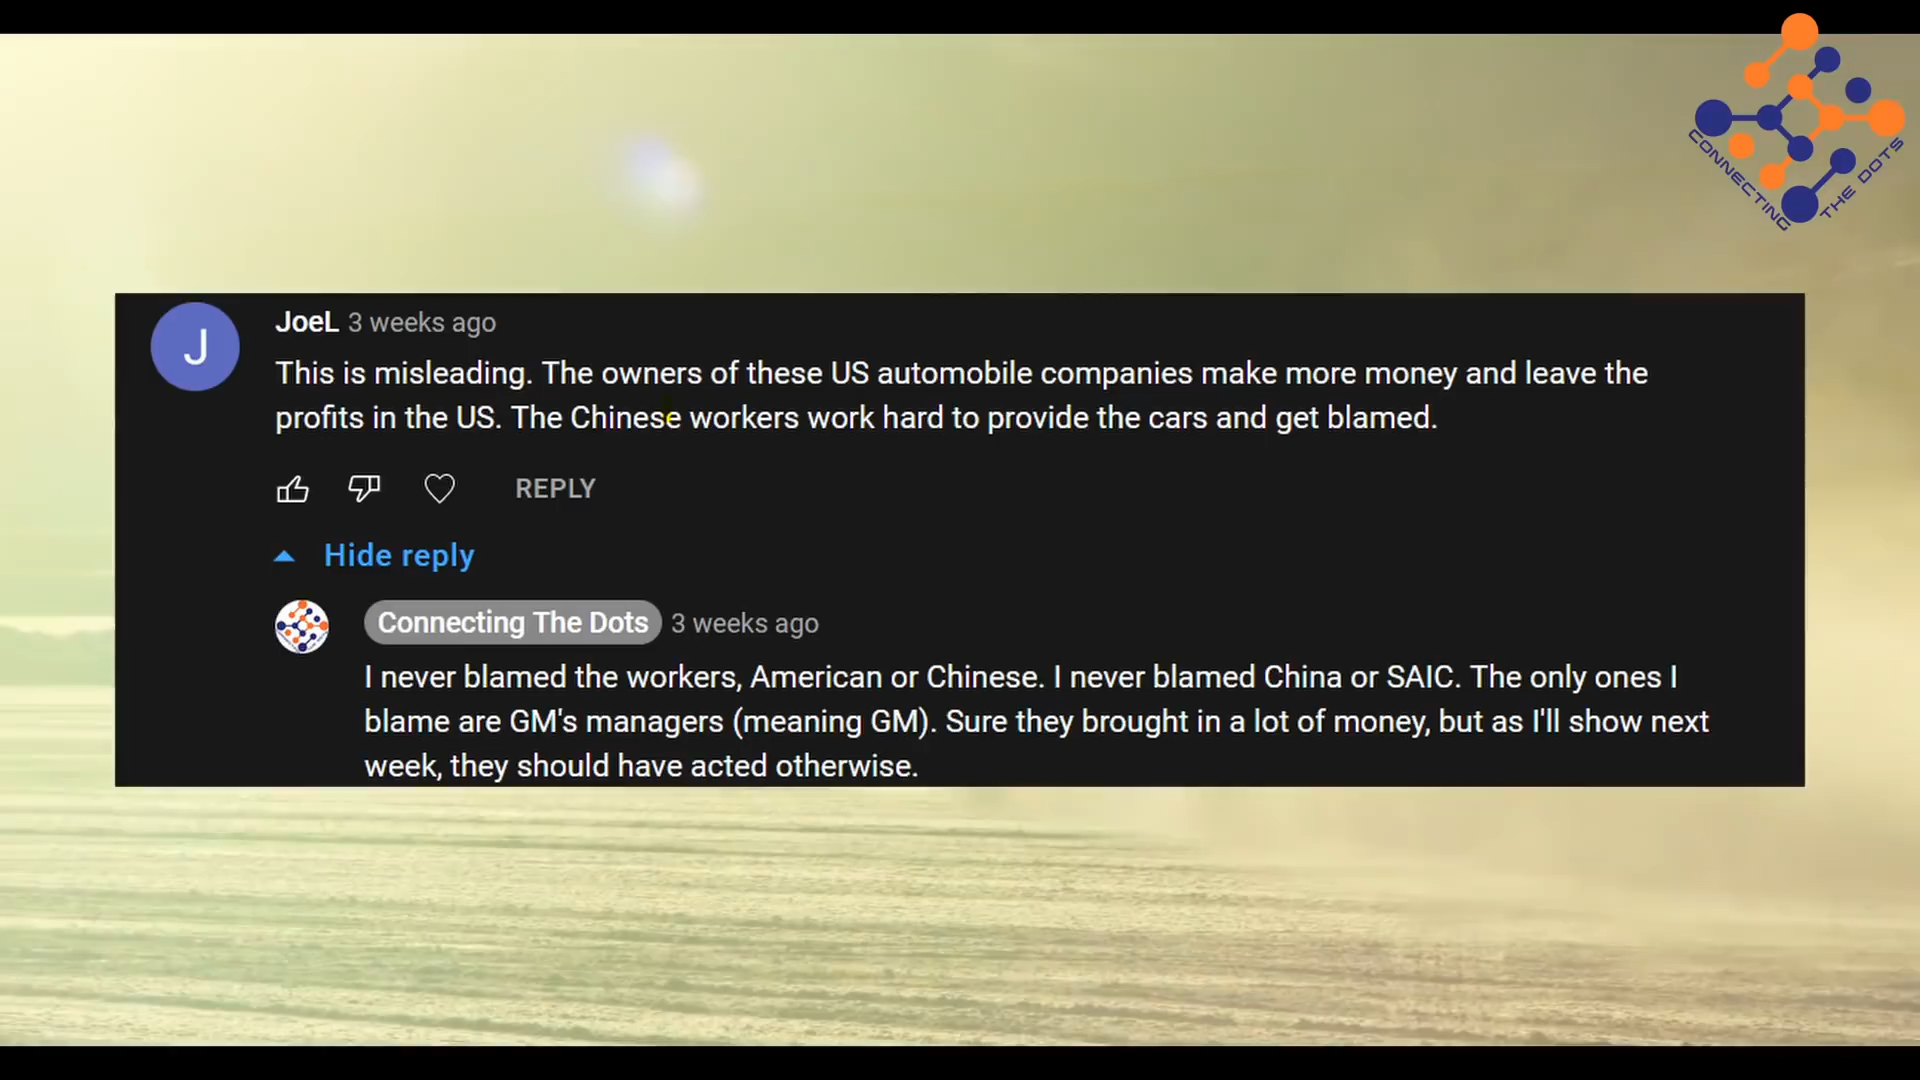 CONNECTING THE DOTS
J
JoeL 3 weeks ago
This is misleading. The owners of these US automobile companies make more money and leave the
profits in the US. The Chinese workers work hard to provide the cars and get blamed.
REPLY
Hide reply
Connecting The Dots 3 weeks ago
I never blamed the workers, American or Chinese. I never blamed China or SAIC. The only ones I
blame are GM's managers (meaning GM). Sure they brought in a lot of money, but as I'll show next
week, they should have acted otherwise.